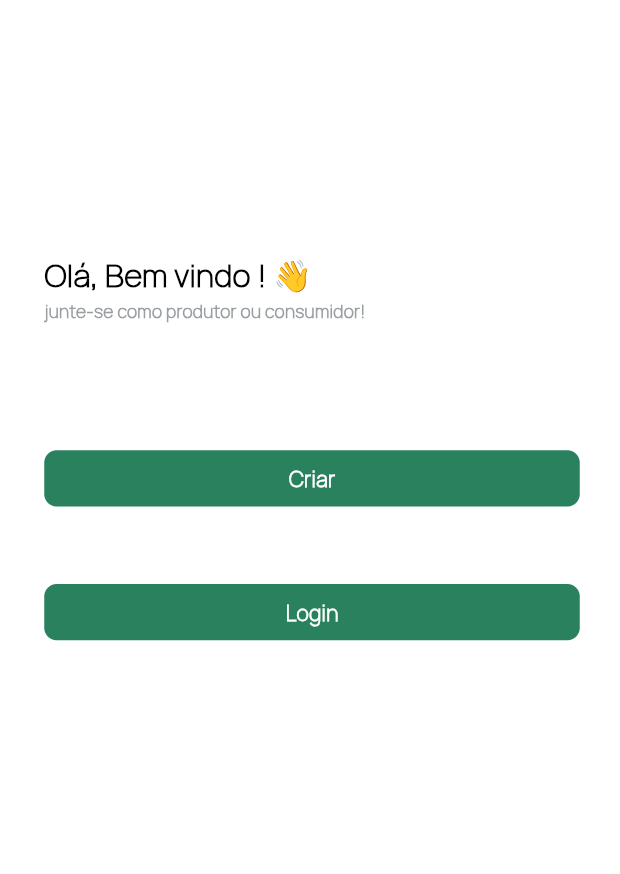 Olá, Bem vindo ! 👋
junte-se como produtor ou consumidor!
Criar
Login